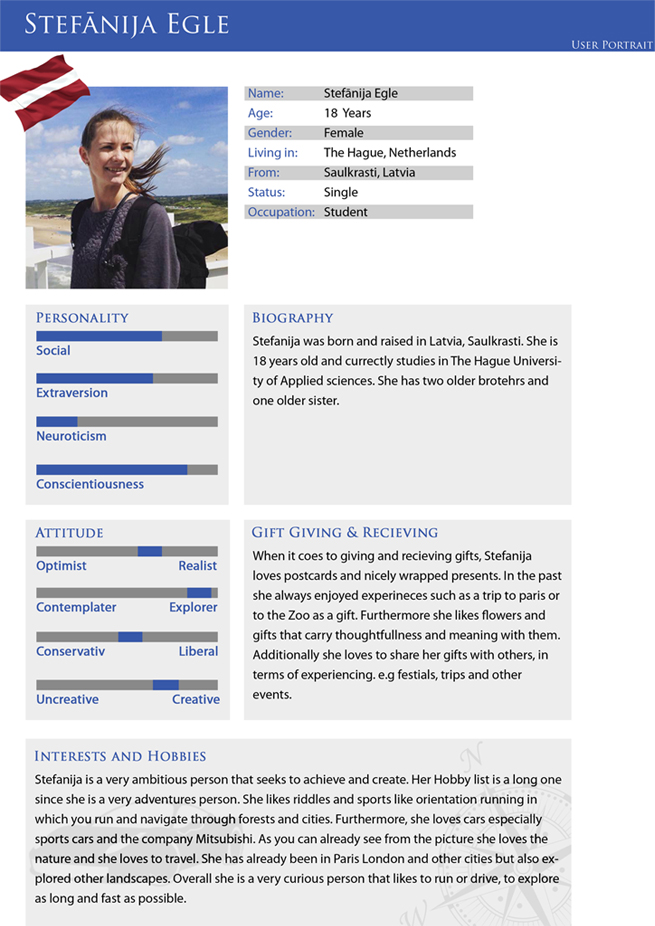 Stefānija Egle
User Portrait
Name: Stefānija Egle
Age: 18 Years
Gender: Female
Living in: The Hague, Netherlands
From: Saulkrasti, Latvia
Status: Single
Occupation: Student
Personality
Social
Extraversion
Neuroticism
Conscientiousness
Biography
Stefanija was born and raised in Latvia, Saulkrasti. She is
18 years old and currectly studies in The Hague Universi-
ty of Applied sciences. She has two older brotehrs and
one older sister.
Attitude
Optimist Realist
Contemplater Explorer
Conservativ Liberal
Uncreative Creative
Gift Giving & Recieving
When it coes to giving and recieving gifts, Stefanija
loves postcards and nicely wrapped presents. In the past
she always enjoyed experineces such as a trip to paris or
to the Zoo as a gift. Furthermore she likes flowers and
gifts that carry thoughtfullness and meaning with them.
Additionally she loves to share her gifts with others, in
terms of experiencing. e.g festials, trips and other
events.
Interests and Hobbies
Stefanija is a very ambitious person that seeks to achieve and create. Her Hobby list is a long one
since she is a very adventures person. She likes riddles and sports like orientation running in
which you run and navigate through forests and cities. Furthermore, she loves cars especially
sports cars and the company Mitsubishi. As you can already see from the picture she loves the
nature and she loves to travel. She has already been in Paris London and other cities but also ex-
plored other landscapes. Overall she is a very curious person that likes to run or drive, to explore
as long and fast as possible.
N
W